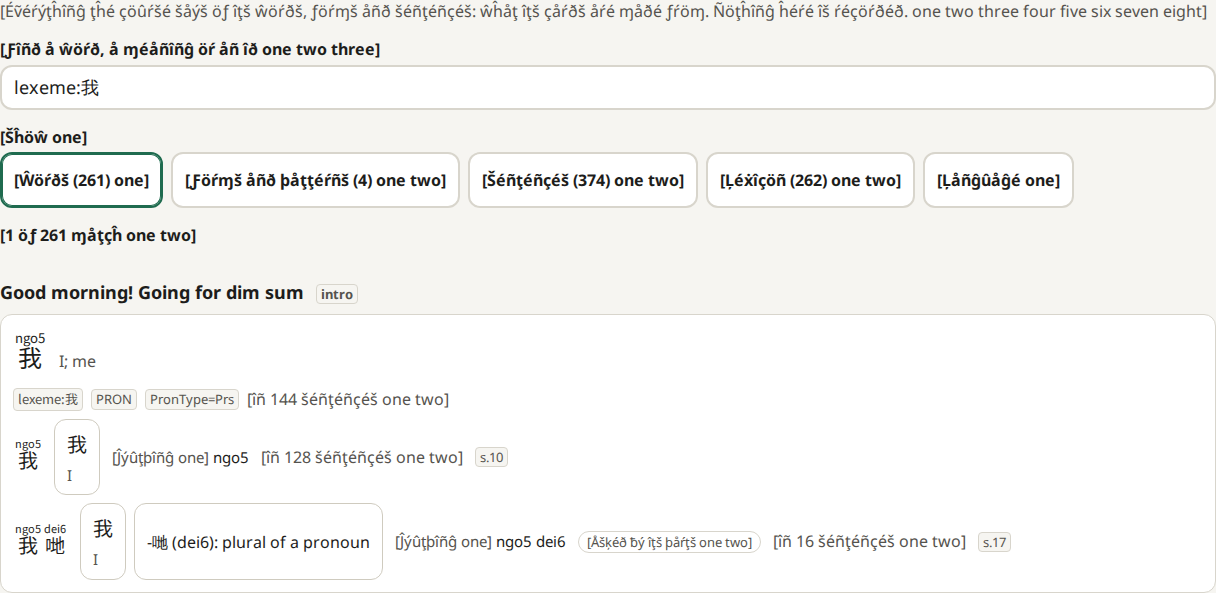 [Éṽéŕýţĥîñĝ ţĥé çöûŕšé šåýš öƒ îţš ŵöŕðš, ƒöŕɱš åñð šéñţéñçéš: ŵĥåţ îţš çåŕðš åŕé ɱåðé ƒŕöɱ. Ñöţĥîñĝ ĥéŕé îš ŕéçöŕðéð. one two three four five six seven eight]
[Ƒîñð å ŵöŕð, å ɱéåñîñĝ öŕ åñ îð one two three]
lexeme:我
[Šĥöŵ one]
[Ŵöŕðš (261) one] [Ƒöŕɱš åñð þåţţéŕñš (4) one two] [Šéñţéñçéš (374) one two] [Ļéxîçöñ (262) one two] [Ļåñĝûåĝé one]
[1 öƒ 261 ɱåţçĥ one two]
Good morning! Going for dim sum intro
ngo5
我 I; me
lexeme:我 PRON PronType=Prs [îñ 144 šéñţéñçéš one two]
ngo5
我 我 I [Ĵýûţþîñĝ one] ngo5 [îñ 128 šéñţéñçéš one two] s.10
ngo5 dei6
我 哋 我 I -哋 (dei6): plural of a pronoun [Ĵýûţþîñĝ one] ngo5 dei6 [Åšķéð ƀý îţš þåŕţš one two] [îñ 16 šéñţéñçéš one two] s.17